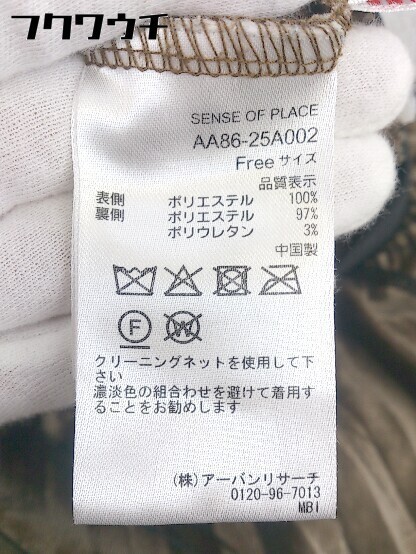 フクワウチ
SENSE OF PLACE
AA86-25A002
Free サイズ
品質表示
表側 ポリエステル 100%
裏側 ポリエステル 97%
ポリウレタン 3%
中国製
F W
クリーニングネットを使用して下
さい
濃淡色の組合わせを避けて着用す
ることをお勧めします
(株)アーバンリサーチ
0120-96-7013
MBI